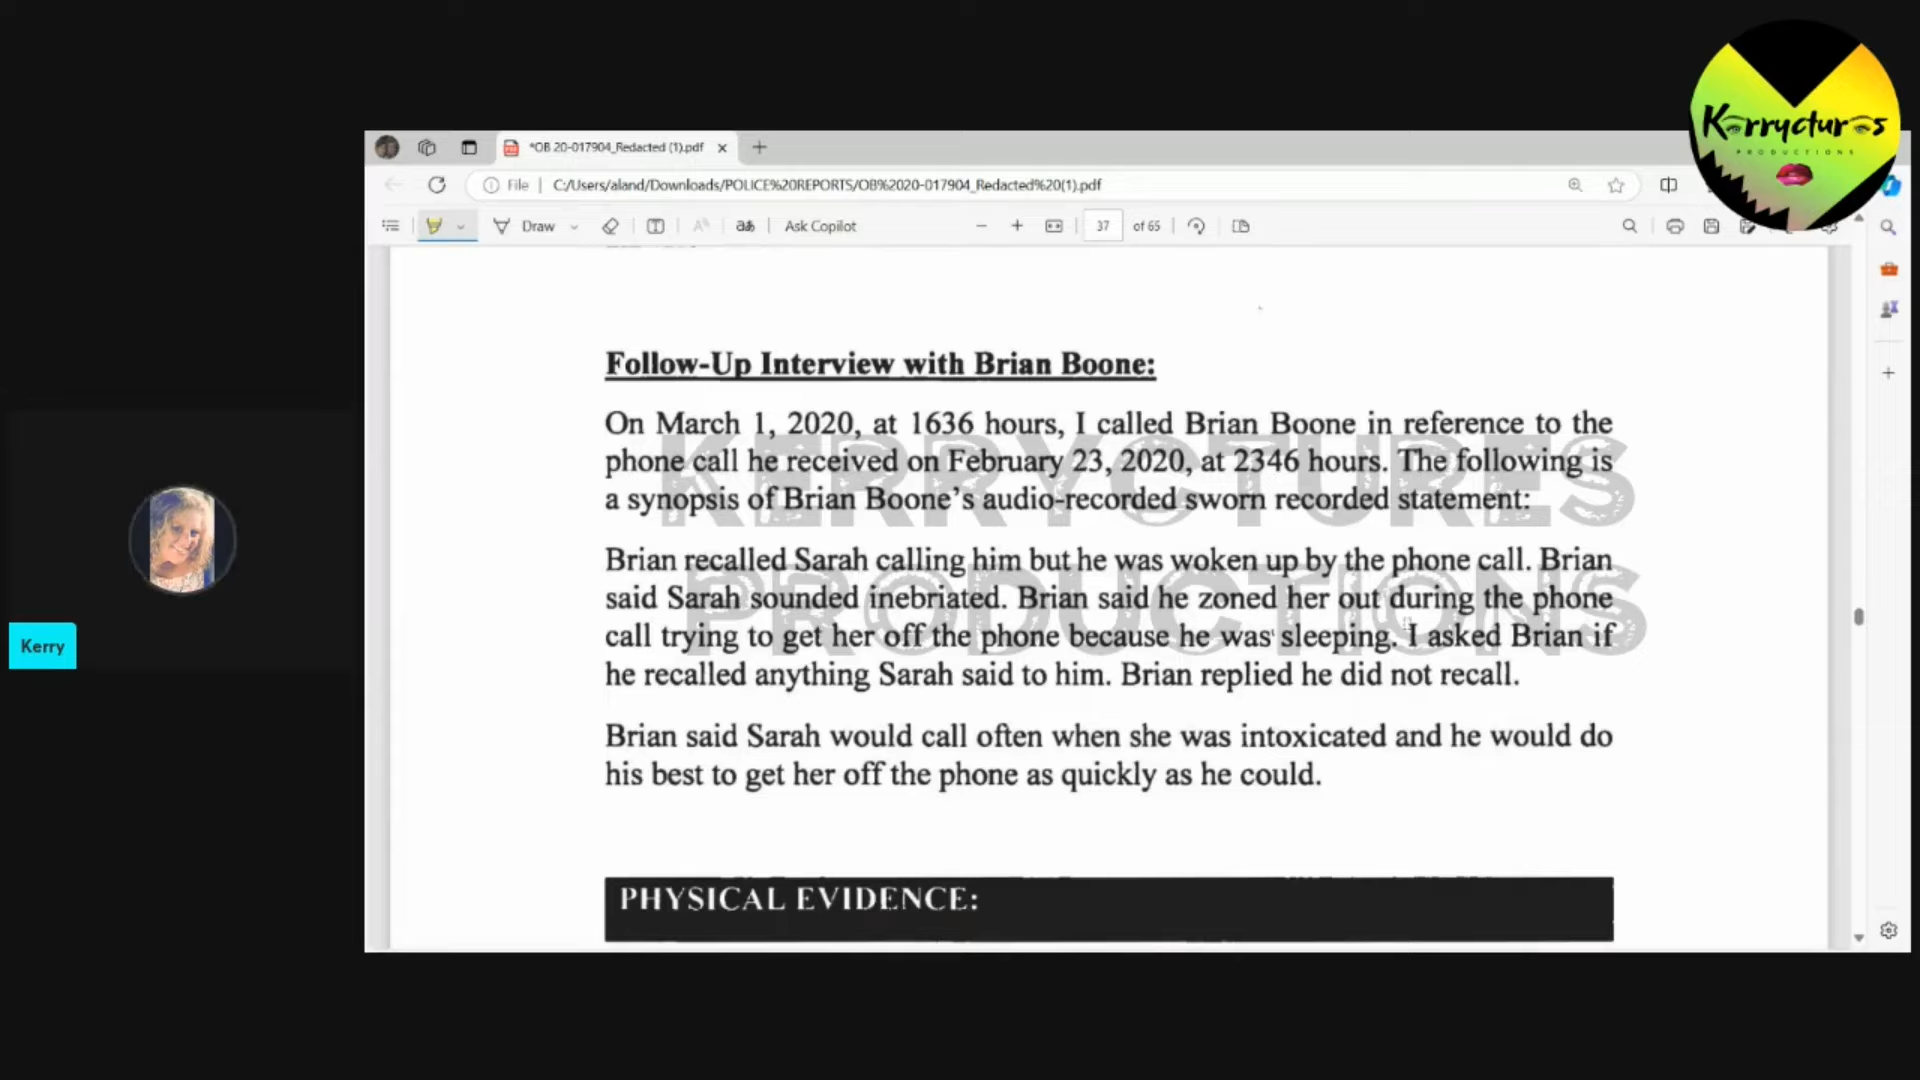 Kerryctures
PRODUCTIONS
*OB 20-017904_Redacted (1).pdf
File
C:/Users/aland/Downloads/POLICE%20REPORTS/OB%2020-017904_Redacted%20(1).pdf
Draw
Ask Copilot
37 of 65
Follow-Up Interview with Brian Boone:
On March 1, 2020, at 1636 hours, I called Brian Boone in reference to the
phone call he received on February 23, 2020, at 2346 hours. The following is
a synopsis of Brian Boone's audio-recorded sworn recorded statement:
KERRYCTURES
Brian recalled Sarah calling him but he was woken up by the phone call. Brian
said Sarah sounded inebriated. Brian said he zoned her out during the phone
call trying to get her off the phone because he was sleeping. I asked Brian if
he recalled anything Sarah said to him. Brian replied he did not recall.
PRODUCTIONS
Brian said Sarah would call often when she was intoxicated and he would do
his best to get her off the phone as quickly as he could.
PHYSICAL EVIDENCE:
Kerry